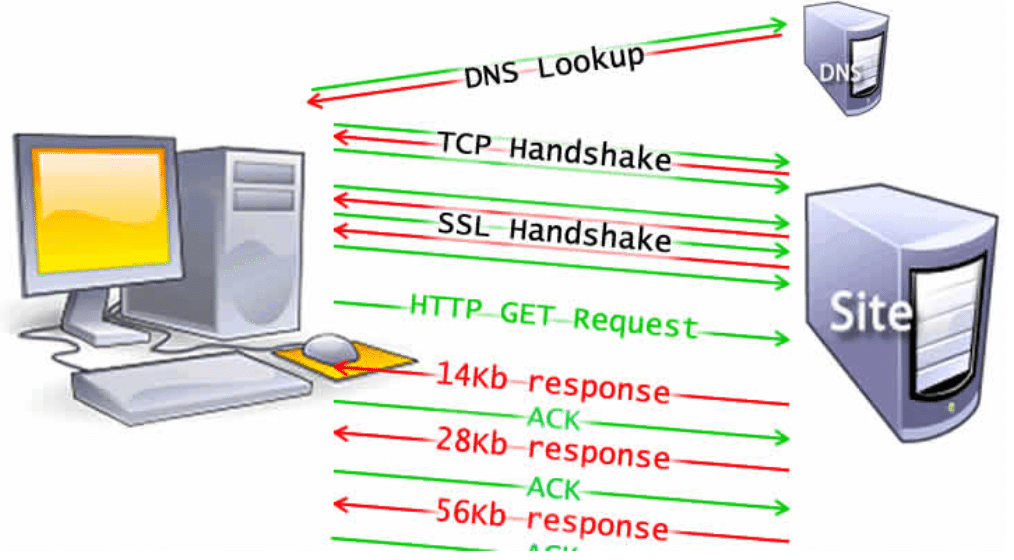 DNS Lookup
DNS
TCP Handshake
SSL Handshake
HTTP GET Request
Site
14Kb response
ACK
28Kb response
ACK
56Kb response
ACK